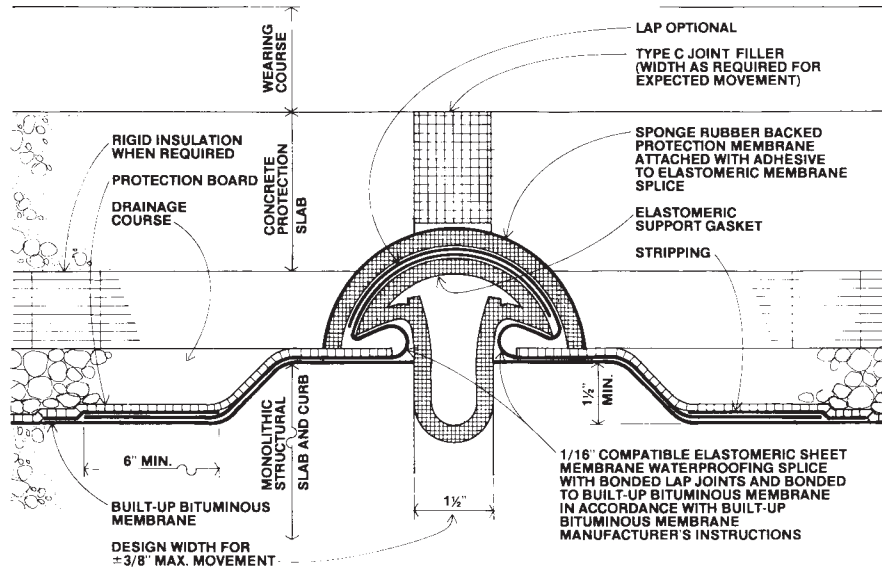 WEARING
COURSE
LAP OPTIONAL
TYPE C JOINT FILLER
(WIDTH AS REQUIRED FOR
EXPECTED MOVEMENT)
RIGID INSULATION
WHEN REQUIRED
PROTECTION BOARD
DRAINAGE
COURSE
CONCRETE
PROTECTION
SLAB
SPONGE RUBBER BACKED
PROTECTION MEMBRANE
ATTACHED WITH ADHESIVE
TO ELASTOMERIC MEMBRANE
SPLICE
ELASTOMERIC
SUPPORT GASKET
STRIPPING
6" MIN.
MONOLITHIC
STRUCTURAL
SLAB AND CURB
1½"
MIN.
1½"
BUILT-UP BITUMINOUS
MEMBRANE
DESIGN WIDTH FOR
±3/8" MAX. MOVEMENT
1/16" COMPATIBLE ELASTOMERIC SHEET
MEMBRANE WATERPROOFING SPLICE
WITH BONDED LAP JOINTS AND BONDED
TO BUILT-UP BITUMINOUS MEMBRANE
IN ACCORDANCE WITH BUILT-UP
BITUMINOUS MEMBRANE
MANUFACTURER'S INSTRUCTIONS